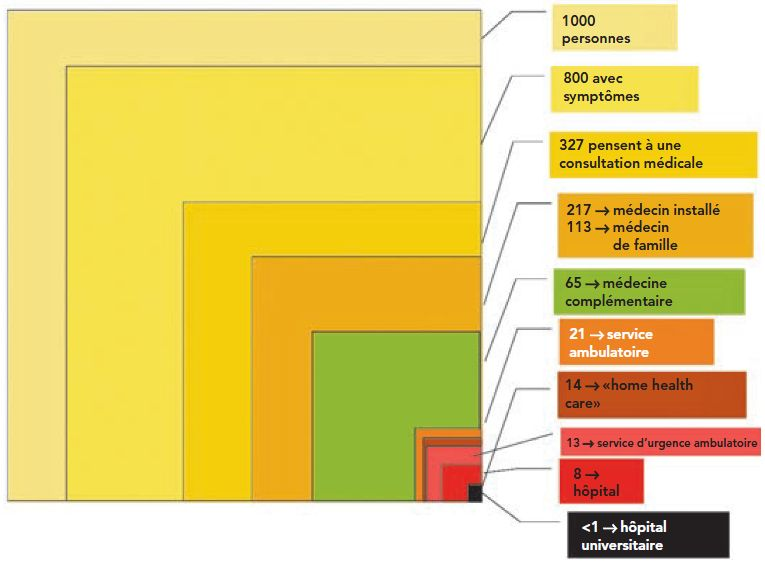 1000
personnes
800 avec
symptômes
327 pensent à une
consultation médicale
217 → médecin installé
113 → médecin
de famille
65 → médecine
complémentaire
21 → service
ambulatoire
14 → «home health
care»
13 → service d'urgence ambulatoire
8 →
hôpital
<1 → hôpital
universitaire